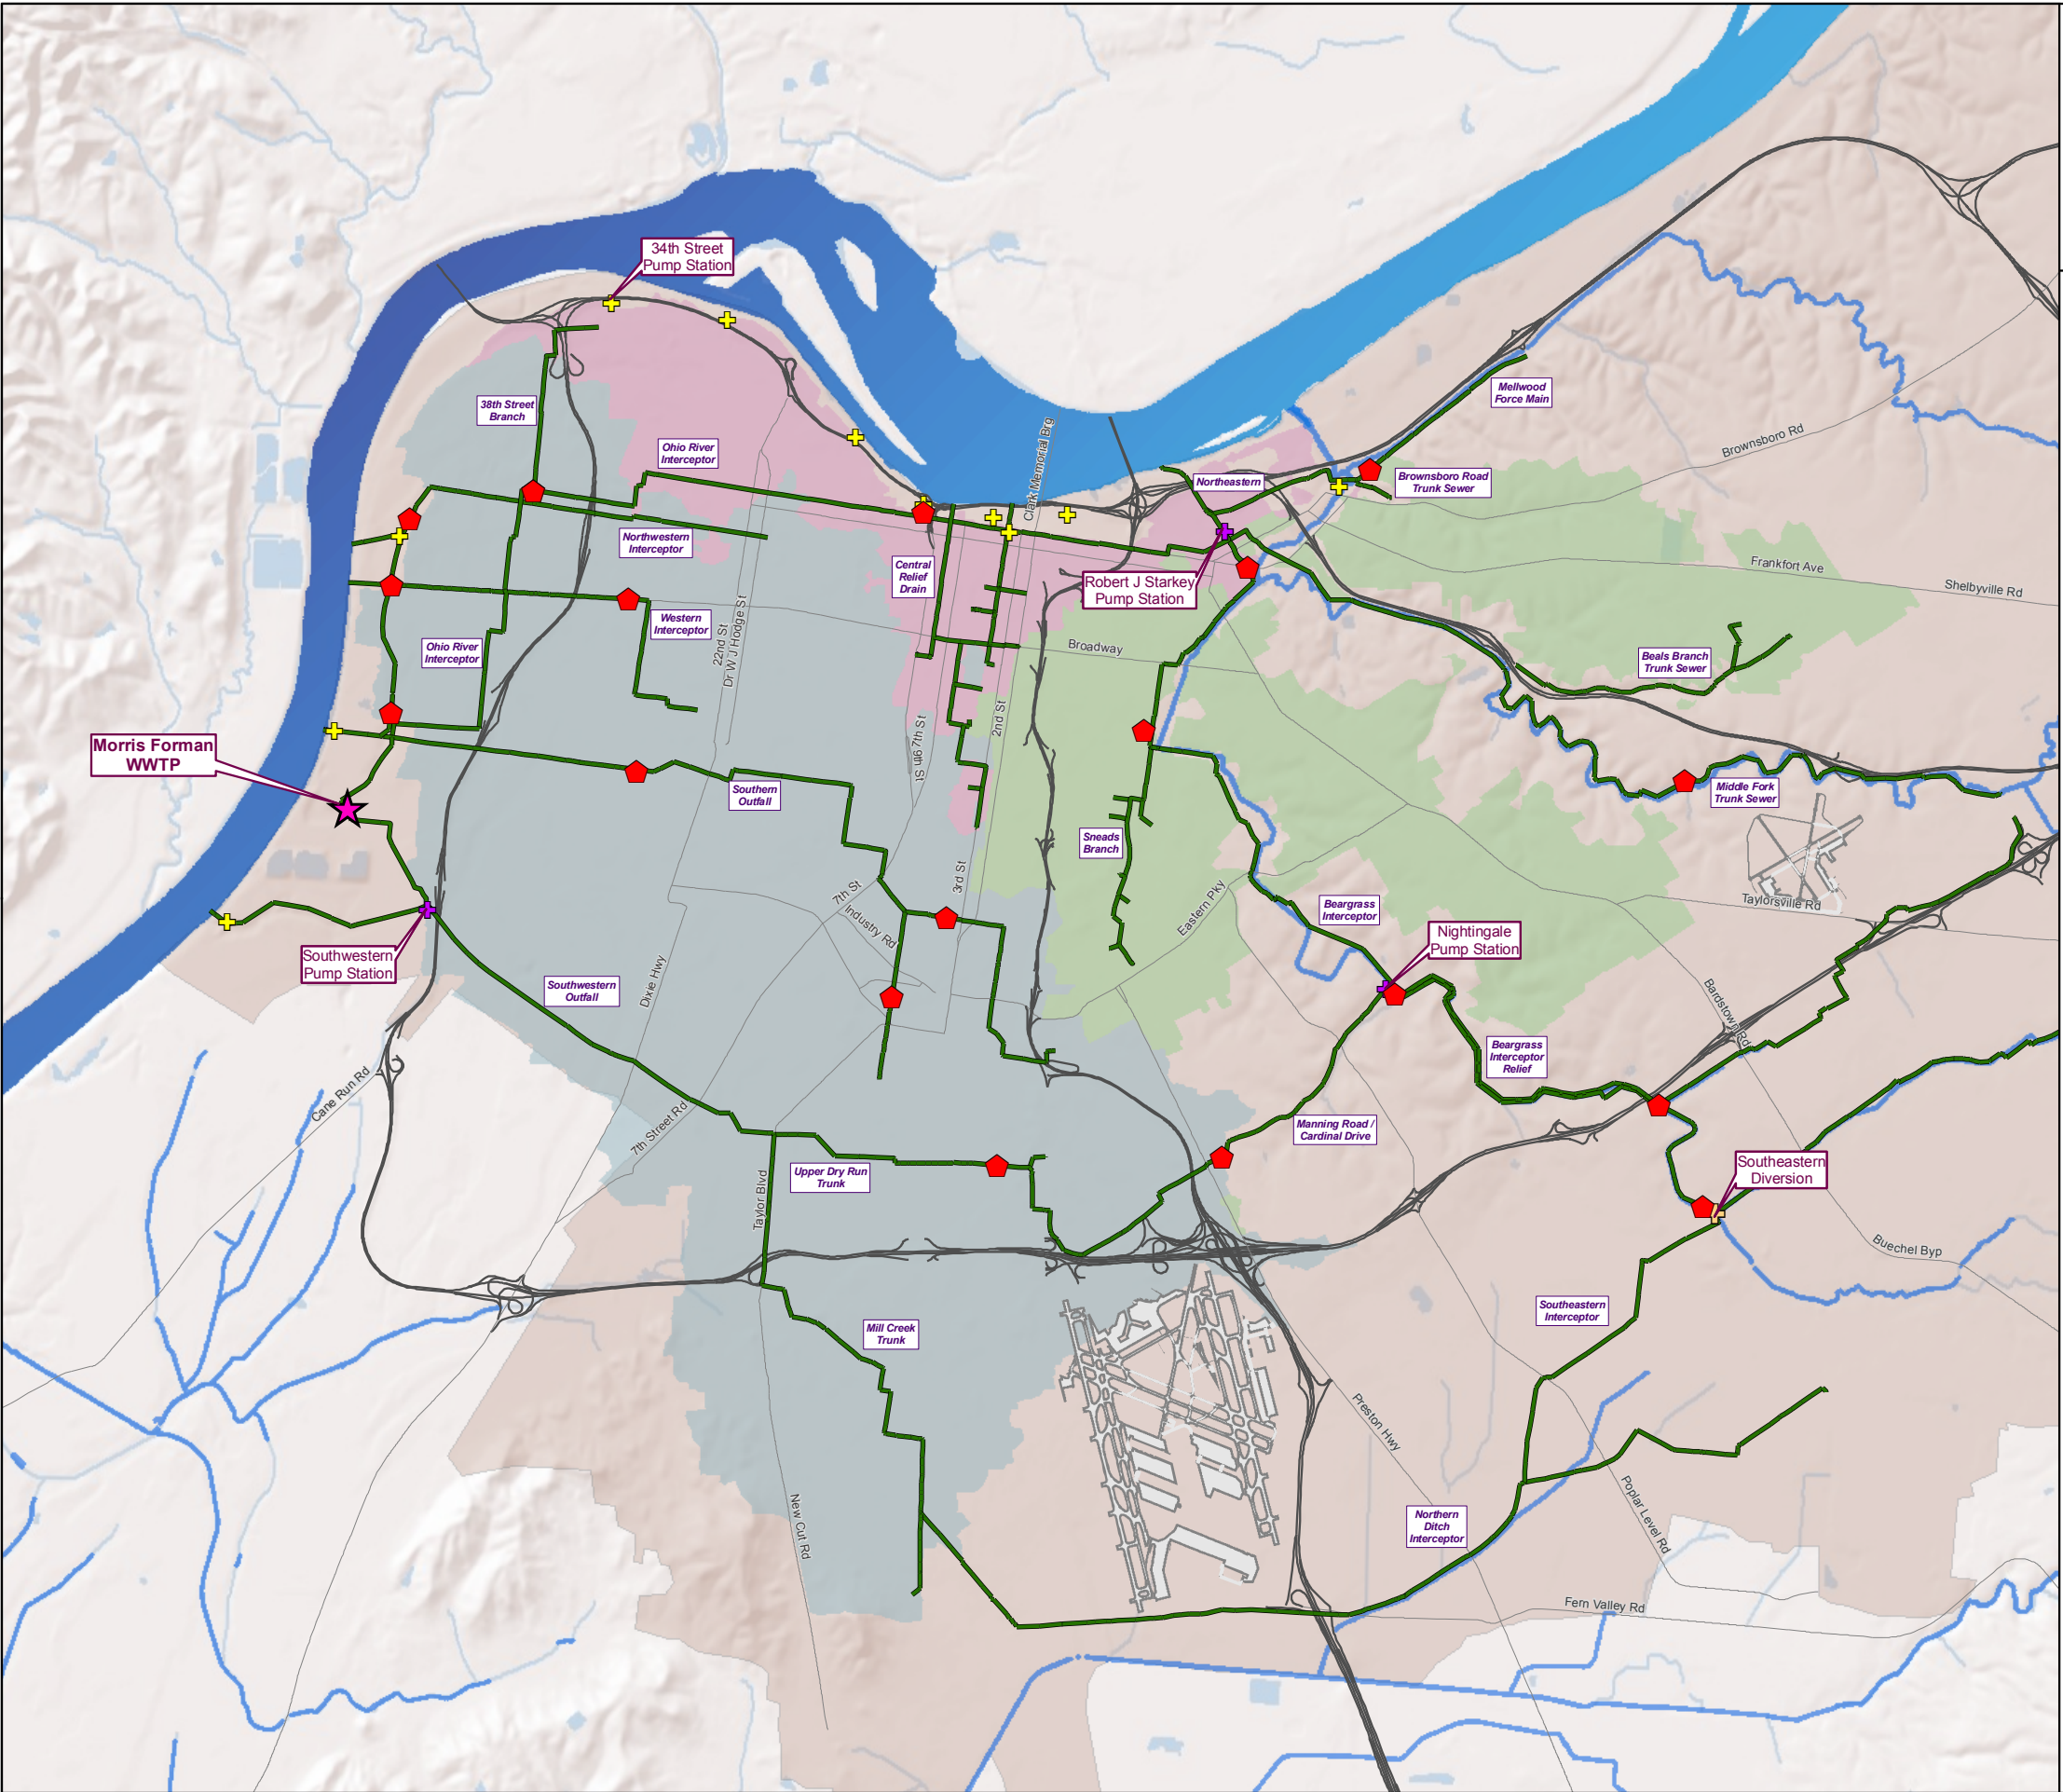 34th Street
Pump Station
Mellwood
Force Main
38th Street
Branch
Clark Memorial Brg
Brownsboro Rd
Ohio River
Interceptor
Northeastern
Brownsboro Road
Trunk Sewer
Northwestern
Interceptor
Central
Relief
Drain
Robert J Starkey
Pump Station
Frankfort Ave
Shelbyville Rd
Western
Interceptor
22nd St
Dr W J Hodge St
Ohio River
Interceptor
Broadway
Beals Branch
Trunk Sewer
2nd St
7th St
9th St
Morris Forman
WWTP
Southern
Outfall
Middle Fork
Trunk Sewer
Sneads
Branch
3rd St
7th St
Industry Rd
Eastern Pky
Taylorsville Rd
Beargrass
Interceptor
Nightingale
Pump Station
Southwestern
Pump Station
Southwestern
Outfall
Dixie Hwy
Bardstown Rd
Beargrass
Interceptor
Relief
Cane Run Rd
7th Street Rd
Manning Road /
Cardinal Drive
Upper Dry Run
Trunk
Taylor Blvd
Southeastern
Diversion
Buechel Byp
Southeastern
Interceptor
Mill Creek
Trunk
Preston Hwy
New Cut Rd
Northern
Ditch
Interceptor
Poplar Level Rd
Fern Valley Rd